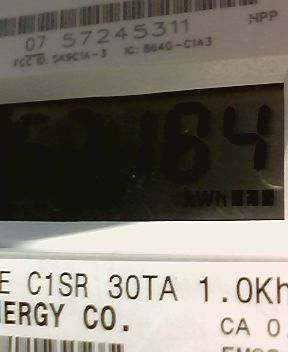 HPP
07 57245311
FCC ID: SK9C1A-3 IC: 864G-C1A3
184
kWh
E C1SR 30TA 1.0Kh
NERGY CO.
CA 0.